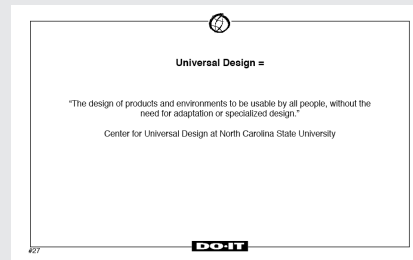 Universal Design =
“The design of products and environments to be usable by all people, without the
need for adaptation or specialized design.”
Center for Universal Design at North Carolina State University
DO-IT
#27